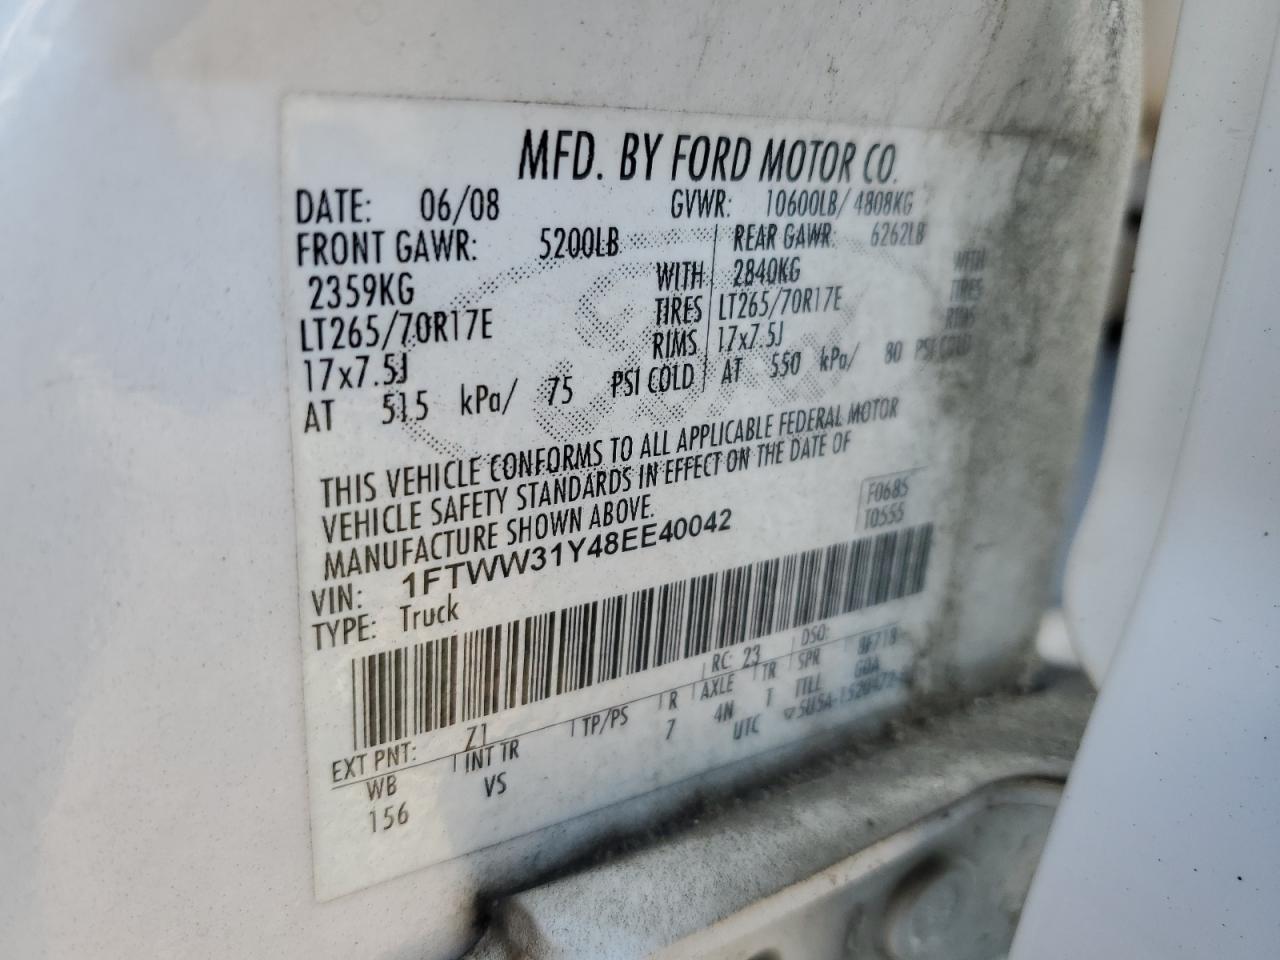 MFD. BY FORD MOTOR CO.
DATE: 06/08 GVWR: 10600LB/ 4808KG
FRONT GAWR: 5200LB REAR GAWR: 6262LB
2359KG WITH 2840KG WITH
LT265/70R17E TIRES LT265/70R17E TIRES
17x7.5J RIMS 17x7.5J RIMS
AT 515 kPa/ 75 PSI COLD AT 550 kPa/ 80 PSI COLD
THIS VEHICLE CONFORMS TO ALL APPLICABLE FEDERAL MOTOR
VEHICLE SAFETY STANDARDS IN EFFECT ON THE DATE OF
MANUFACTURE SHOWN ABOVE.
F0685
T0555
VIN: 1FTWW31Y48EE40042
TYPE: Truck
EXT PNT: Z1 RC: 23 DSO:
WB INT TR TP/PS R AXLE TR SPR
156 VS 7 4N T TILL GOA
UTC